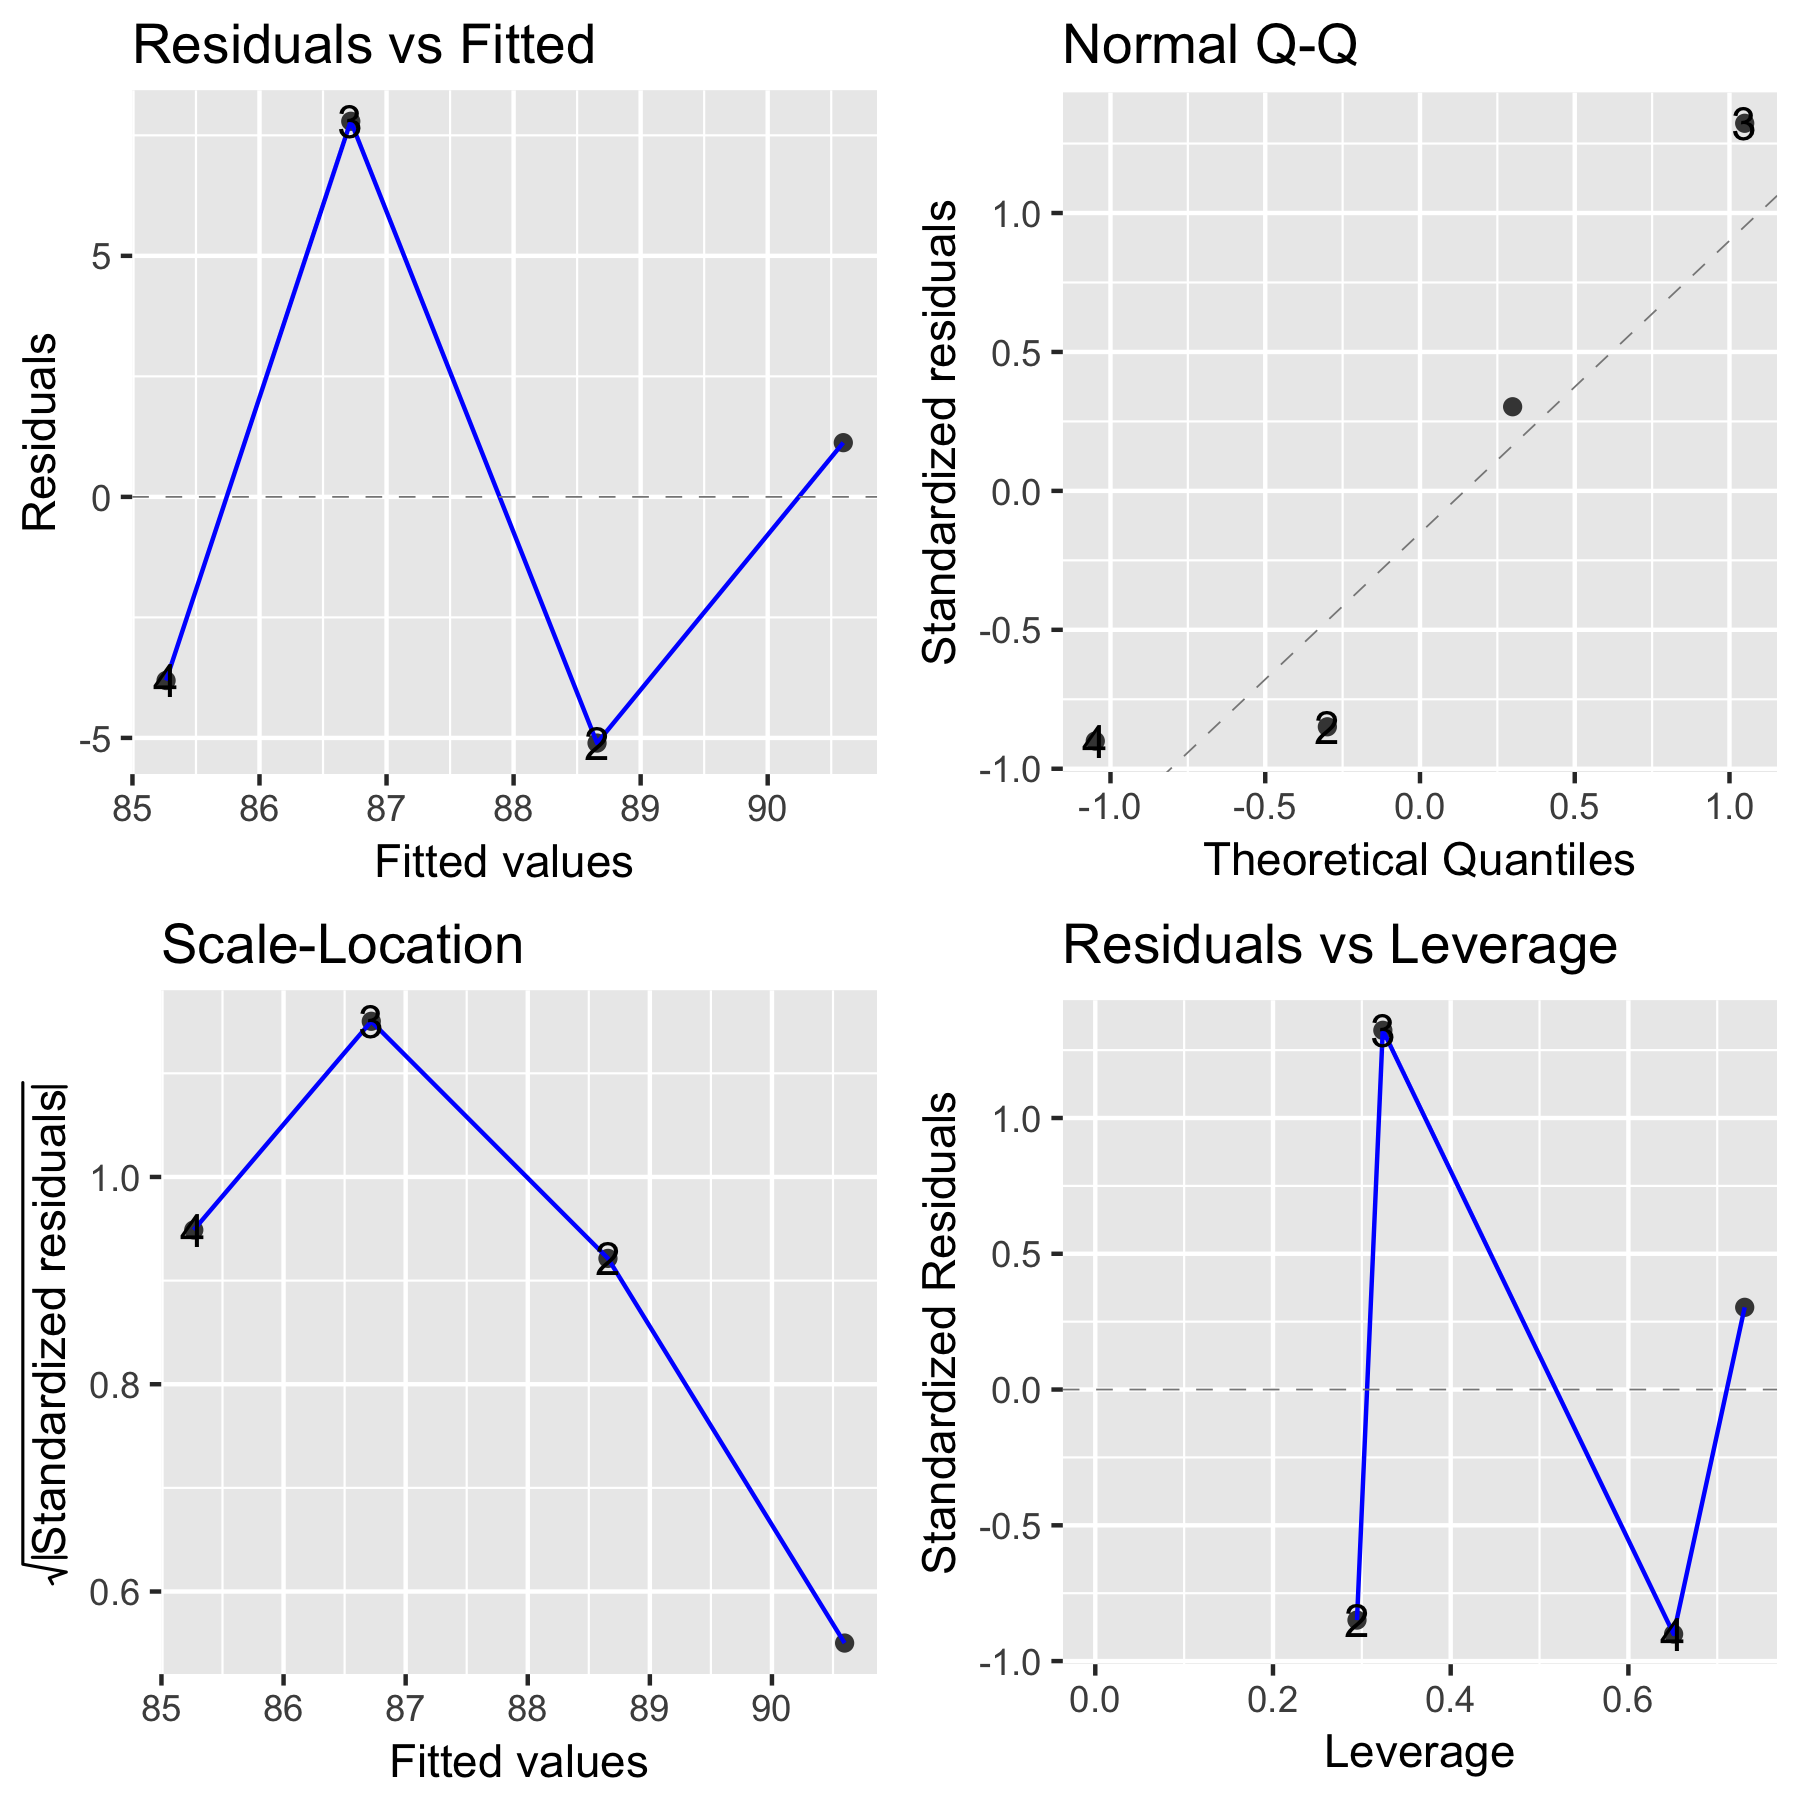 Residuals vs Fitted
3
5
0
-5
4
2
Residuals
85 86 87 88 89 90
Fitted values
Normal Q-Q
3
1.0
0.5
0.0
-0.5
-1.0
4
2
Standardized residuals
-1.0 -0.5 0.0 0.5 1.0
Theoretical Quantiles
Scale-Location
3
1.0
0.8
0.6
4
2
√|Standardized residuals|
85 86 87 88 89 90
Fitted values
Residuals vs Leverage
3
1.0
0.5
0.0
-0.5
-1.0
2
4
Standardized Residuals
0.0 0.2 0.4 0.6
Leverage